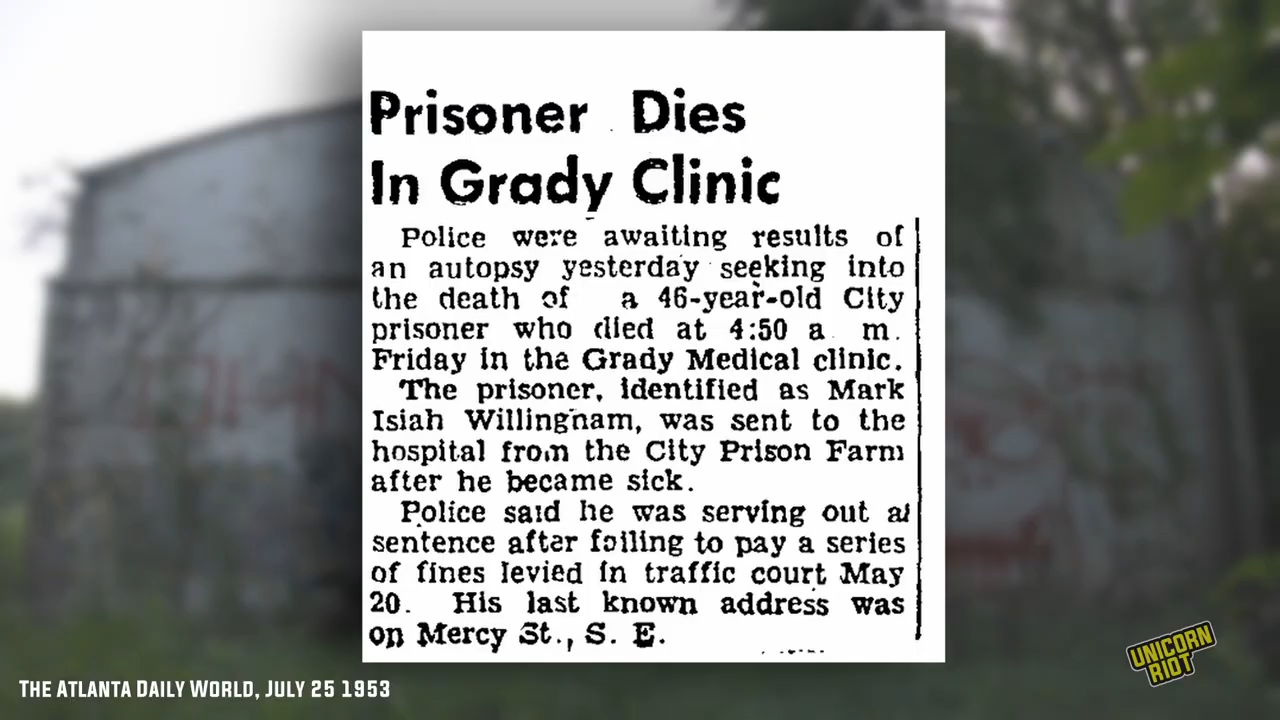 Prisoner Dies
In Grady Clinic
Police were awaiting results of
an autopsy yesterday seeking into
the death of a 46-year-old City
prisoner who died at 4:50 a m.
Friday in the Grady Medical clinic.
The prisoner, identified as Mark
Isiah Willingham, was sent to the
hospital from the City Prison Farm
after he became sick.
Police said he was serving out a
sentence after foiling to pay a series
of fines levied in traffic court May
20. His last known address was
on Mercy St., S. E.
THE ATLANTA DAILY WORLD, JULY 25 1953
UNICORN
RIOT